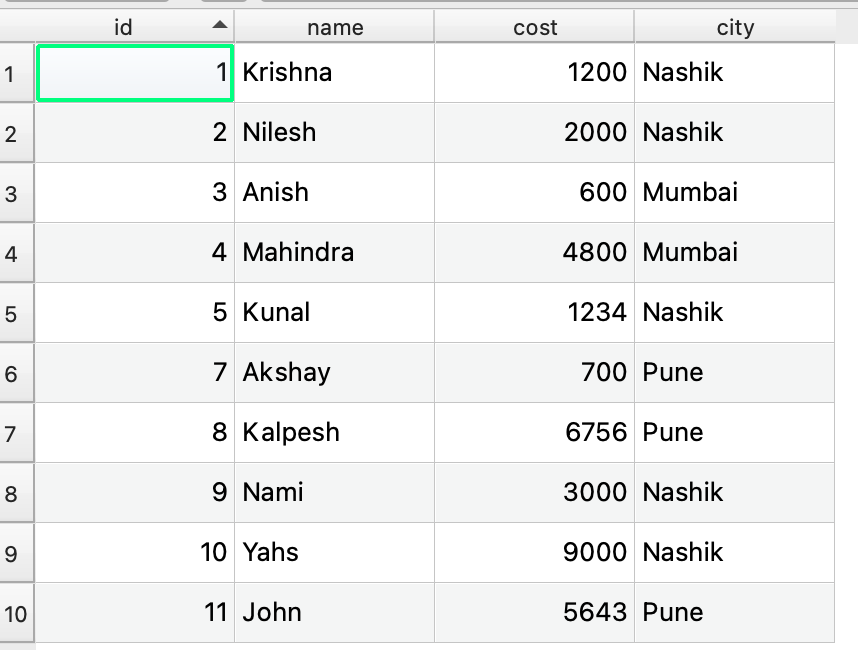 id name cost city
1 1 Krishna 1200 Nashik
2 2 Nilesh 2000 Nashik
3 3 Anish 600 Mumbai
4 4 Mahindra 4800 Mumbai
5 5 Kunal 1234 Nashik
6 7 Akshay 700 Pune
7 8 Kalpesh 6756 Pune
8 9 Nami 3000 Nashik
9 10 Yahs 9000 Nashik
10 11 John 5643 Pune